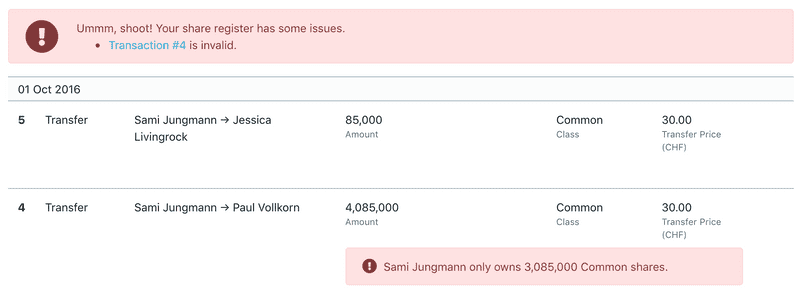 Ummm, shoot! Your share register has some issues.
• Transaction #4 is invalid.
01 Oct 2016
5 Transfer Sami Jungmann → Jessica 85,000 Common 30.00
Livingrock Amount Class Transfer Price
(CHF)
4 Transfer Sami Jungmann → Paul Vollkorn 4,085,000 Common 30.00
Amount Class Transfer Price
(CHF)
Sami Jungmann only owns 3,085,000 Common shares.